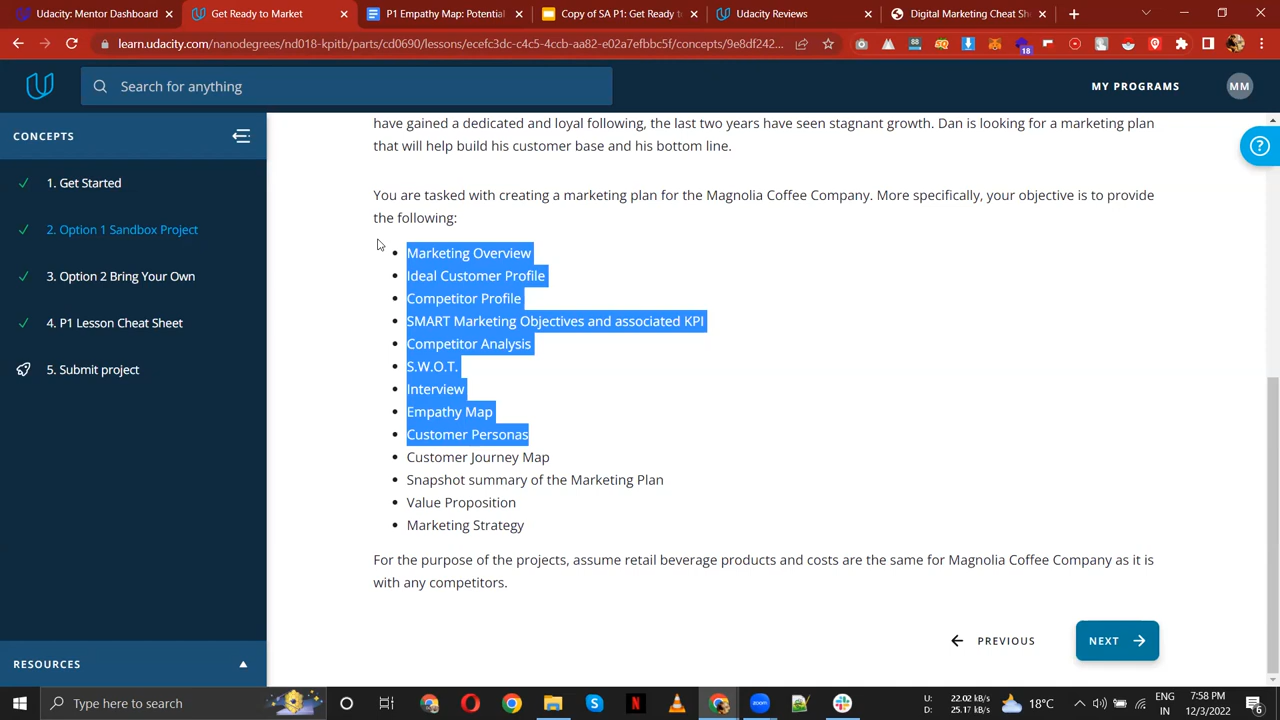 Udacity: Mentor Dashboard
Get Ready to Market
P1 Empathy Map: Potential
Copy of SA P1: Get Ready to
Udacity Reviews
Digital Marketing Cheat Sh
learn.udacity.com/nanodegrees/nd018-kpitb/parts/cd0690/lessons/ecefc3dc-c4c5-4ccb-aa82-e02a7efbbc5f/concepts/9e8df242...
18
Search for anything
MY PROGRAMS
MM
CONCEPTS
1. Get Started
2. Option 1 Sandbox Project
3. Option 2 Bring Your Own
4. P1 Lesson Cheat Sheet
5. Submit project
RESOURCES
have gained a dedicated and loyal following, the last two years have seen stagnant growth. Dan is looking for a marketing plan
that will help build his customer base and his bottom line.
You are tasked with creating a marketing plan for the Magnolia Coffee Company. More specifically, your objective is to provide
the following:
• Marketing Overview
• Ideal Customer Profile
• Competitor Profile
• SMART Marketing Objectives and associated KPI
• Competitor Analysis
• S.W.O.T.
• Interview
• Empathy Map
• Customer Personas
• Customer Journey Map
• Snapshot summary of the Marketing Plan
• Value Proposition
• Marketing Strategy
For the purpose of the projects, assume retail beverage products and costs are the same for Magnolia Coffee Company as it is
with any competitors.
PREVIOUS
NEXT
Type here to search
U: 22.02 kB/s
D: 25.17 kB/s
18°C
ENG
IN
7:58 PM
12/3/2022
6